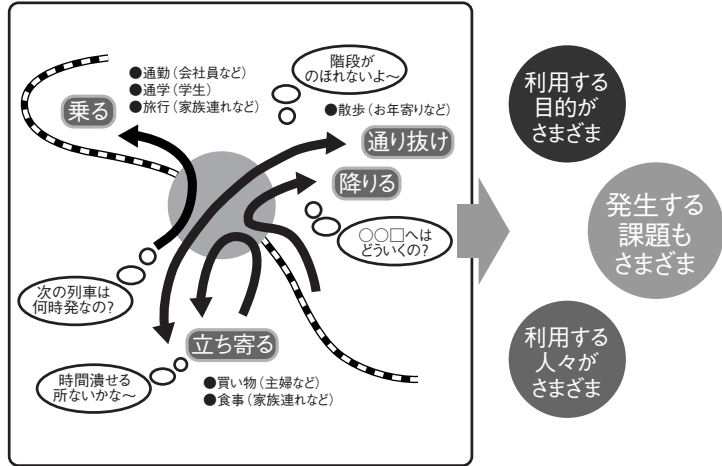 階段が
のぼれないよ～
●通勤（会社員など）
●通学（学生）
●旅行（家族連れなど）
乗る
●散歩（お年寄りなど）
通り抜け
降りる
○○□へは
どういくの？
次の列車は
何時発なの？
立ち寄る
時間潰せる
所ないかな～
●買い物（主婦など）
●食事（家族連れなど）
利用する
目的が
さまざま
発生する
課題も
さまざま
利用する
人々が
さまざま